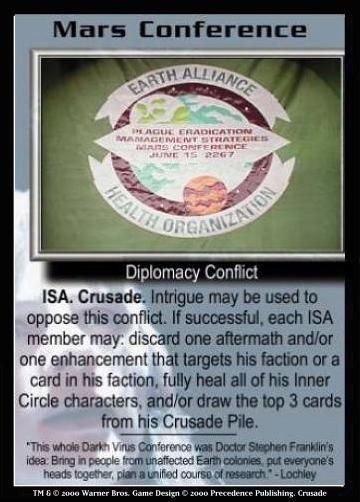 Mars Conference
EARTH ALLIANCE
PLAGUE ERADICATION
MANAGEMENT STRATEGIES
MARS CONFERENCE
JUNE 15 2267
HEALTH ORGANIZATION
Diplomacy Conflict
ISA. Crusade. Intrigue may be used to
oppose this conflict. If successful, each ISA
member may: discard one aftermath and/or
one enhancement that targets his faction or a
card in his faction, fully heal all of his Inner
Circle characters, and/or draw the top 3 cards
from his Crusade Pile.
"This whole Darkh Virus Conference was Doctor Stephen Franklin's
idea: Bring in people from unaffected Earth colonies, put everyone's
heads together, plan a unified course of research." - Lochley
TM & © 2000 Warner Bros. Game Design © 2000 Precedence Publishing. Crusade